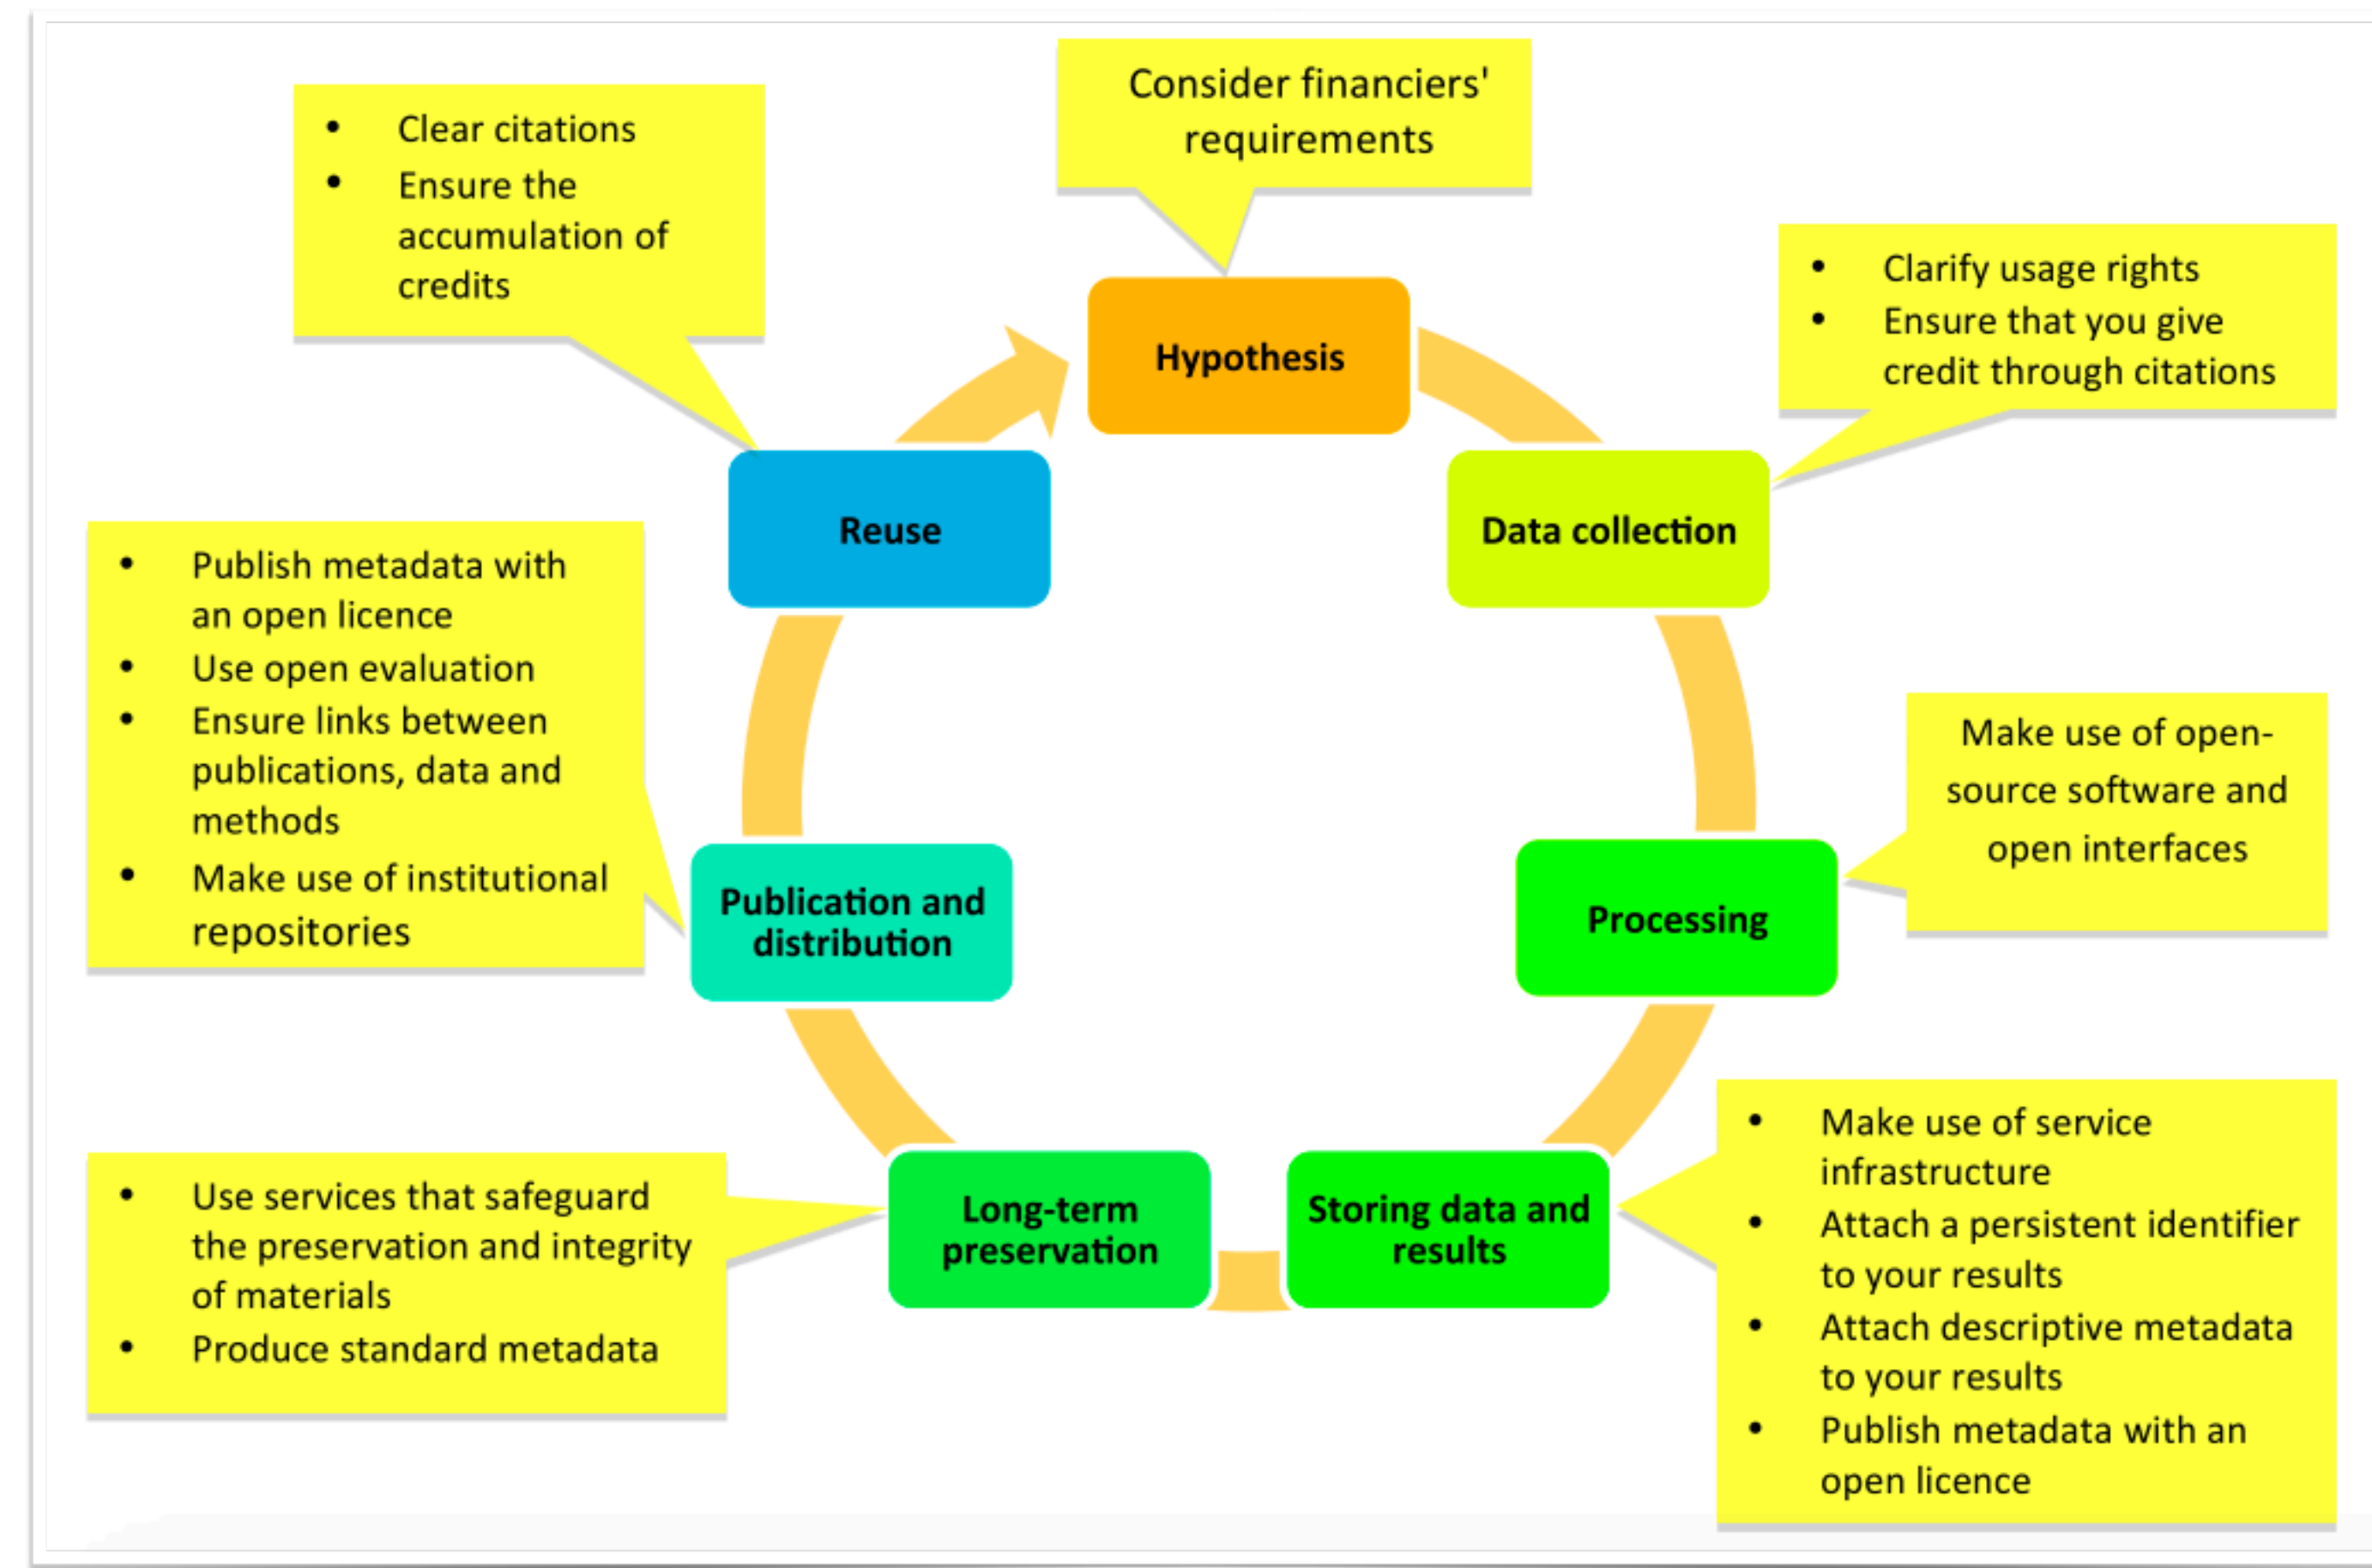 Consider financiers'
requirements
Hypothesis
• Clarify usage rights
• Ensure that you give
credit through citations
Data collection
Make use of open-
source software and
open interfaces
Processing
• Make use of service
infrastructure
• Attach a persistent identifier
to your results
• Attach descriptive metadata
to your results
• Publish metadata with an
open licence
Storing data and
results
• Use services that safeguard
the preservation and integrity
of materials
• Produce standard metadata
Long-term
preservation
• Publish metadata with
an open licence
• Use open evaluation
• Ensure links between
publications, data and
methods
• Make use of institutional
repositories
Publication and
distribution
• Clear citations
• Ensure the
accumulation of
credits
Reuse